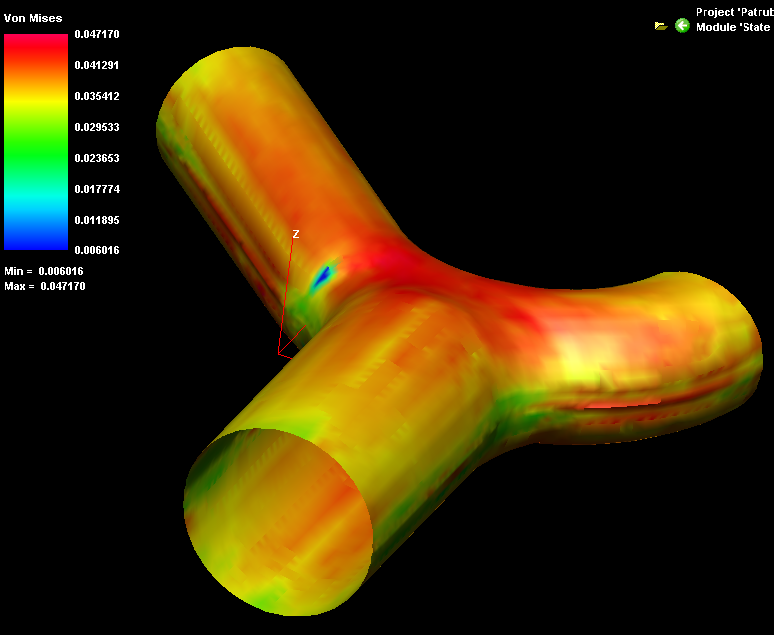 Von Mises
0.047170
0.041291
0.035412
0.029533
0.023653
0.017774
0.011895
0.006016
Min = 0.006016
Max = 0.047170
Project 'Patrub
Module 'State
Z